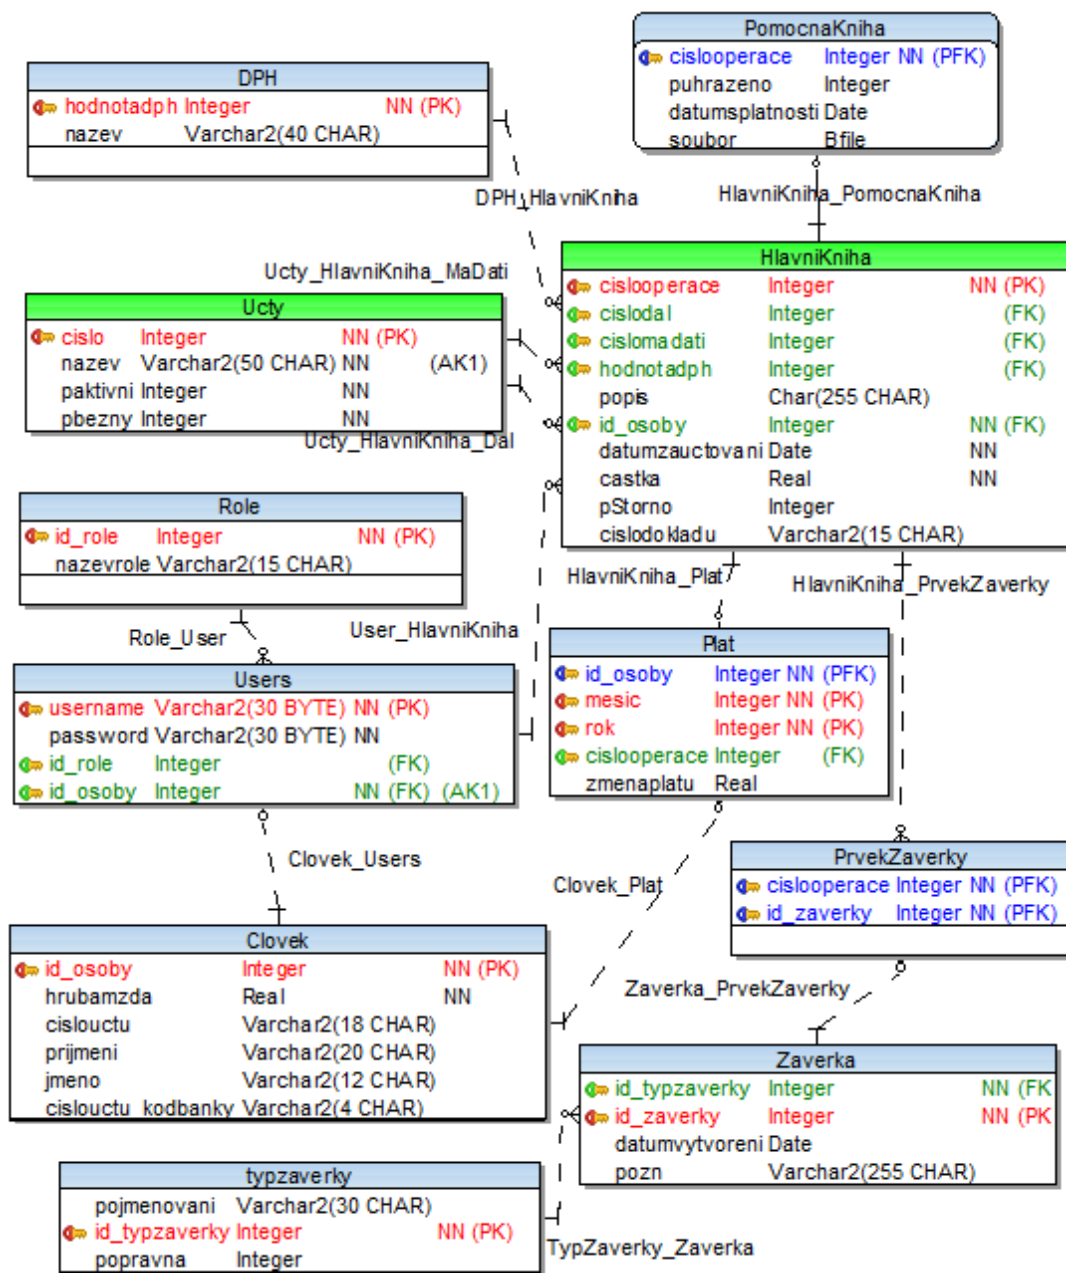 PomocnaKniha
cislooperace Integer NN (PFK)
puhrazeno Integer
datumsplatnosti Date
soubor Bfile
DPH
hodnotadph Integer NN (PK)
nazev Varchar2(40 CHAR)
DPH_HlavniKniha
HlavniKniha_PomocnaKniha
Ucty_HlavniKniha_MaDati
HlavniKniha
cislooperace Integer NN (PK)
cislodal Integer (FK)
cislomadati Integer (FK)
hodnotadph Integer (FK)
popis Char(255 CHAR)
id_osoby Integer NN (FK)
datumzauctovani Date NN
castka Real NN
pStorno Integer
cislodokladu Varchar2(15 CHAR)
Ucty
cislo Integer NN (PK)
nazev Varchar2(50 CHAR) NN (AK1)
paktivni Integer NN
pbezny Integer NN
Ucty_HlavniKniha_Dal
Role
id_role Integer NN (PK)
nazevrole Varchar2(15 CHAR)
HlavniKniha_Plat
HlavniKniha_PrvekZaverky
Role_User
User_HlavniKniha
Users
username Varchar2(30 BYTE) NN (PK)
password Varchar2(30 BYTE) NN
id_role Integer (FK)
id_osoby Integer NN (FK) (AK1)
Plat
id_osoby Integer NN (PFK)
mesic Integer NN (PK)
rok Integer NN (PK)
cislooperace Integer (FK)
zmenaplatu Real
Clovek_Users
Clovek_Plat
PrvekZaverky
cislooperace Integer NN (PFK)
id_zaverky Integer NN (PFK)
Clovek
id_osoby Integer NN (PK)
hrubamzda Real NN
cislouctu Varchar2(18 CHAR)
prijmeni Varchar2(20 CHAR)
jmeno Varchar2(12 CHAR)
cislouctu_kodbanky Varchar2(4 CHAR)
Zaverka_PrvekZaverky
Zaverka
id_typzaverky Integer NN (FK
id_zaverky Integer NN (PK
datumvytvoreni Date
pozn Varchar2(255 CHAR)
typzaverky
pojmenovani Varchar2(30 CHAR)
id_typzaverky Integer NN (PK)
popravna Integer
TypZaverky_Zaverka